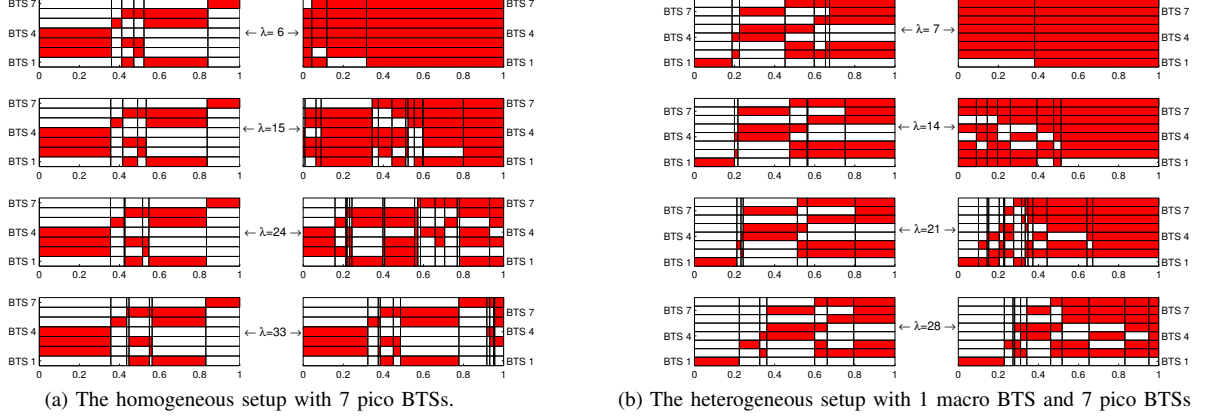 BTS 7
BTS 4
BTS 1
← λ= 6 →
BTS 7
BTS 4
BTS 1
0 0.2 0.4 0.6 0.8 1
0 0.2 0.4 0.6 0.8 1
BTS 7
BTS 4
BTS 1
← λ=15 →
BTS 7
BTS 4
BTS 1
0 0.2 0.4 0.6 0.8 1
0 0.2 0.4 0.6 0.8 1
BTS 7
BTS 4
BTS 1
← λ=24 →
BTS 7
BTS 4
BTS 1
0 0.2 0.4 0.6 0.8 1
0 0.2 0.4 0.6 0.8 1
BTS 7
BTS 4
BTS 1
← λ=33 →
BTS 7
BTS 4
BTS 1
0 0.2 0.4 0.6 0.8 1
0 0.2 0.4 0.6 0.8 1
(a) The homogeneous setup with 7 pico BTSs.
BTS 7
BTS 4
BTS 1
← λ= 7 →
BTS 7
BTS 4
BTS 1
0 0.2 0.4 0.6 0.8 1
0 0.2 0.4 0.6 0.8 1
BTS 7
BTS 4
BTS 1
← λ=14 →
BTS 7
BTS 4
BTS 1
0 0.2 0.4 0.6 0.8 1
0 0.2 0.4 0.6 0.8 1
BTS 7
BTS 4
BTS 1
← λ=21 →
BTS 7
BTS 4
BTS 1
0 0.2 0.4 0.6 0.8 1
0 0.2 0.4 0.6 0.8 1
BTS 7
BTS 4
BTS 1
← λ=28 →
BTS 7
BTS 4
BTS 1
0 0.2 0.4 0.6 0.8 1
0 0.2 0.4 0.6 0.8 1
(b) The heterogeneous setup with 1 macro BTS and 7 pico BTSs